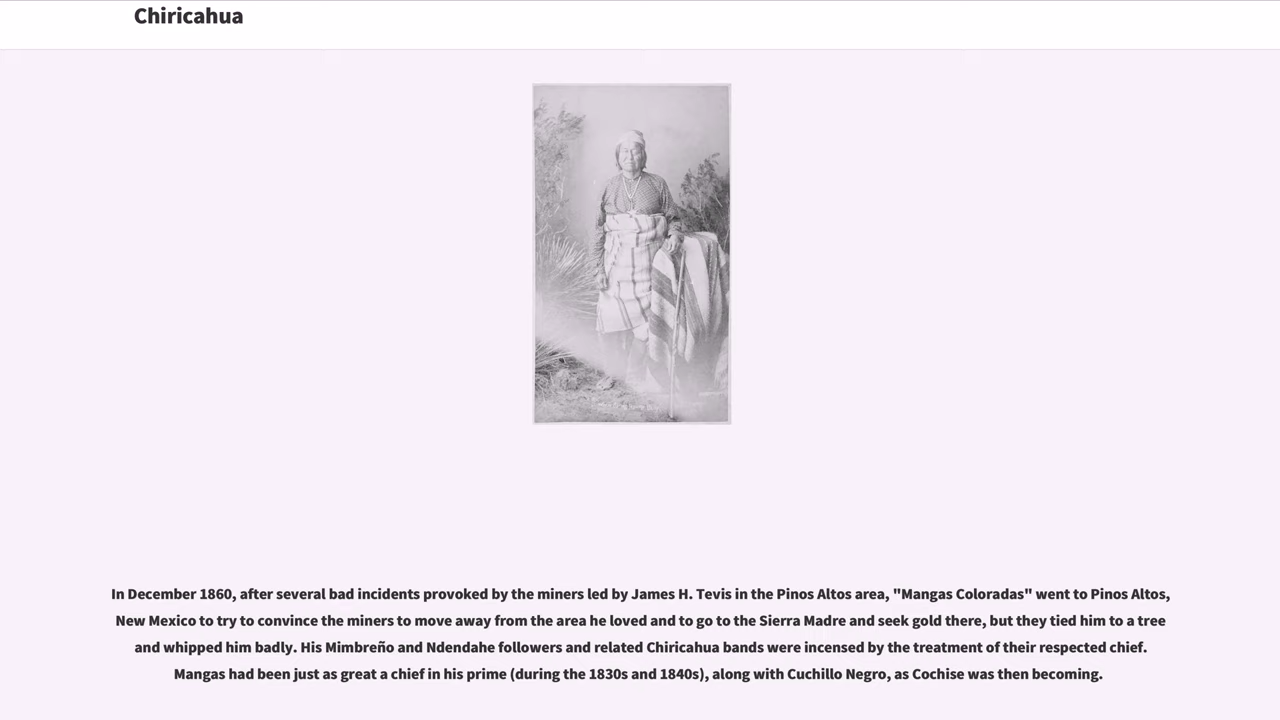 Chiricahua
In December 1860, after several bad incidents provoked by the miners led by James H. Tevis in the Pinos Altos area, "Mangas Coloradas" went to Pinos Altos,
New Mexico to try to convince the miners to move away from the area he loved and to go to the Sierra Madre and seek gold there, but they tied him to a tree
and whipped him badly. His Mimbreño and Ndendahe followers and related Chiricahua bands were incensed by the treatment of their respected chief.
Mangas had been just as great a chief in his prime (during the 1830s and 1840s), along with Cuchillo Negro, as Cochise was then becoming.